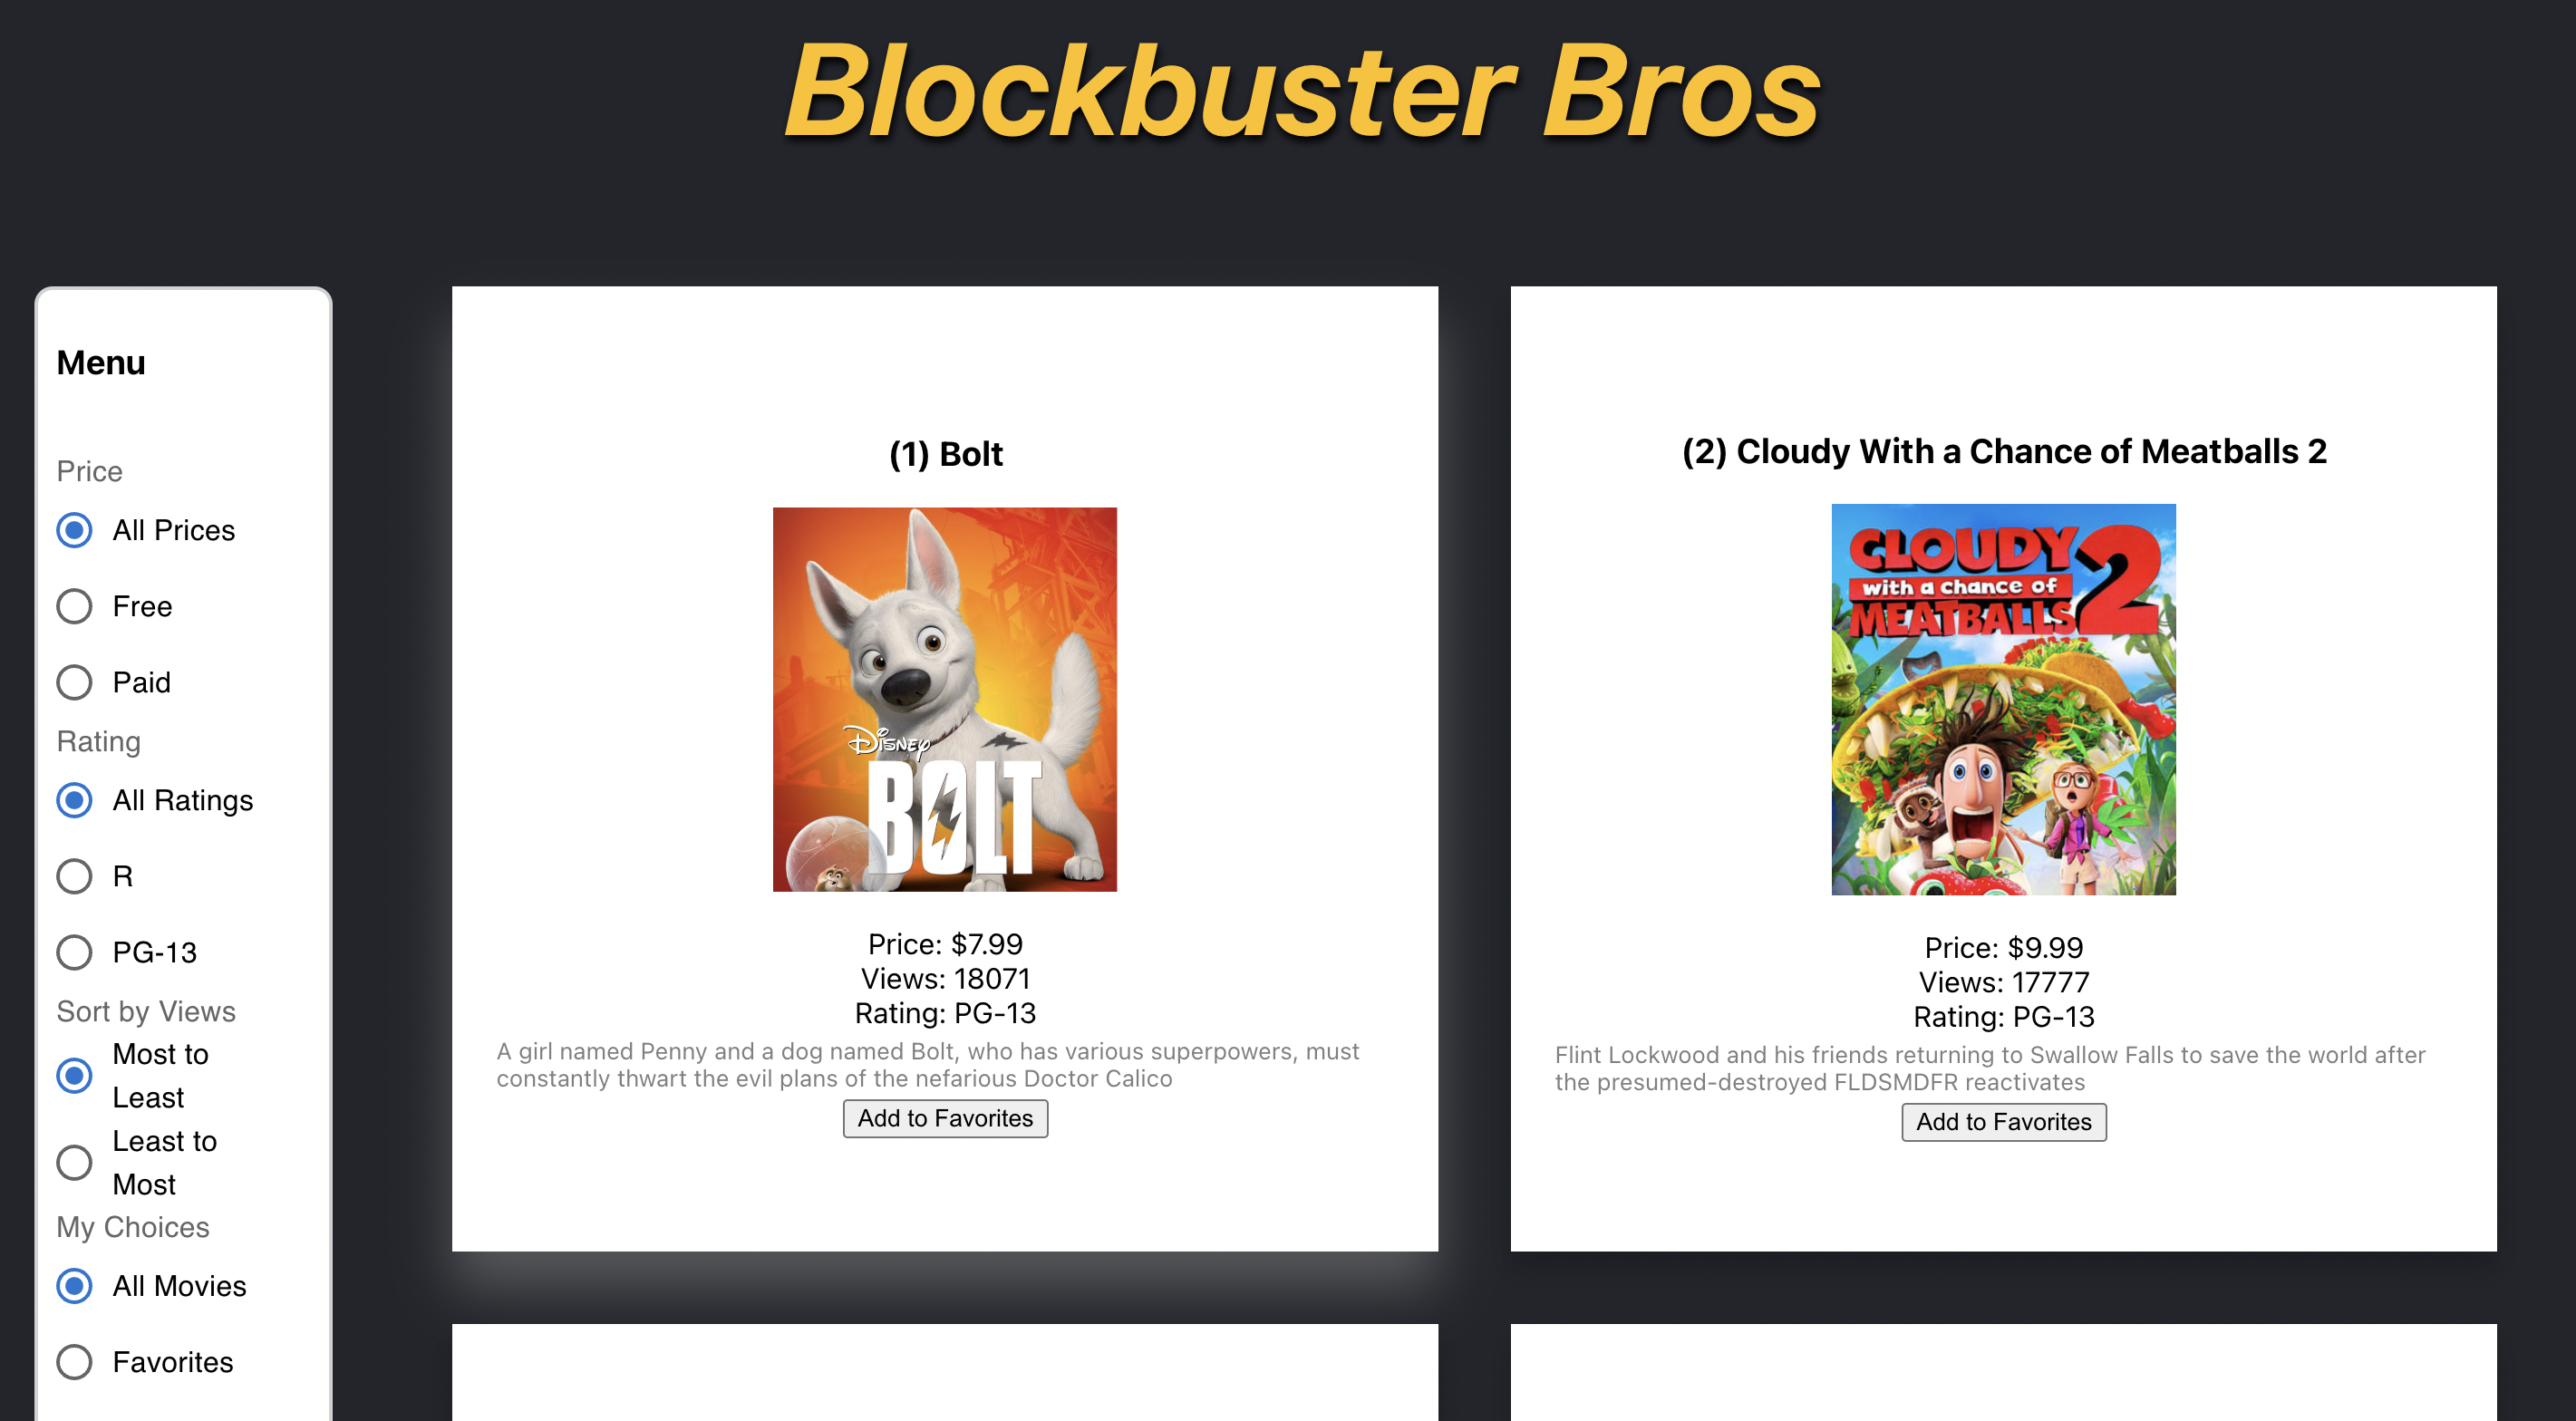 Blockbuster Bros
Menu
Price
All Prices
Free
Paid
Rating
All Ratings
R
PG-13
Sort by Views
Most to
Least
Least to
Most
My Choices
All Movies
Favorites
(1) Bolt
DISNEY
BOLT
Price: $7.99
Views: 18071
Rating: PG-13
A girl named Penny and a dog named Bolt, who has various superpowers, must
constantly thwart the evil plans of the nefarious Doctor Calico
Add to Favorites
(2) Cloudy With a Chance of Meatballs 2
CLOUDY 2
with a chance of
MEATBALLS
Price: $9.99
Views: 17777
Rating: PG-13
Flint Lockwood and his friends returning to Swallow Falls to save the world after
the presumed-destroyed FLDSMDFR reactivates
Add to Favorites